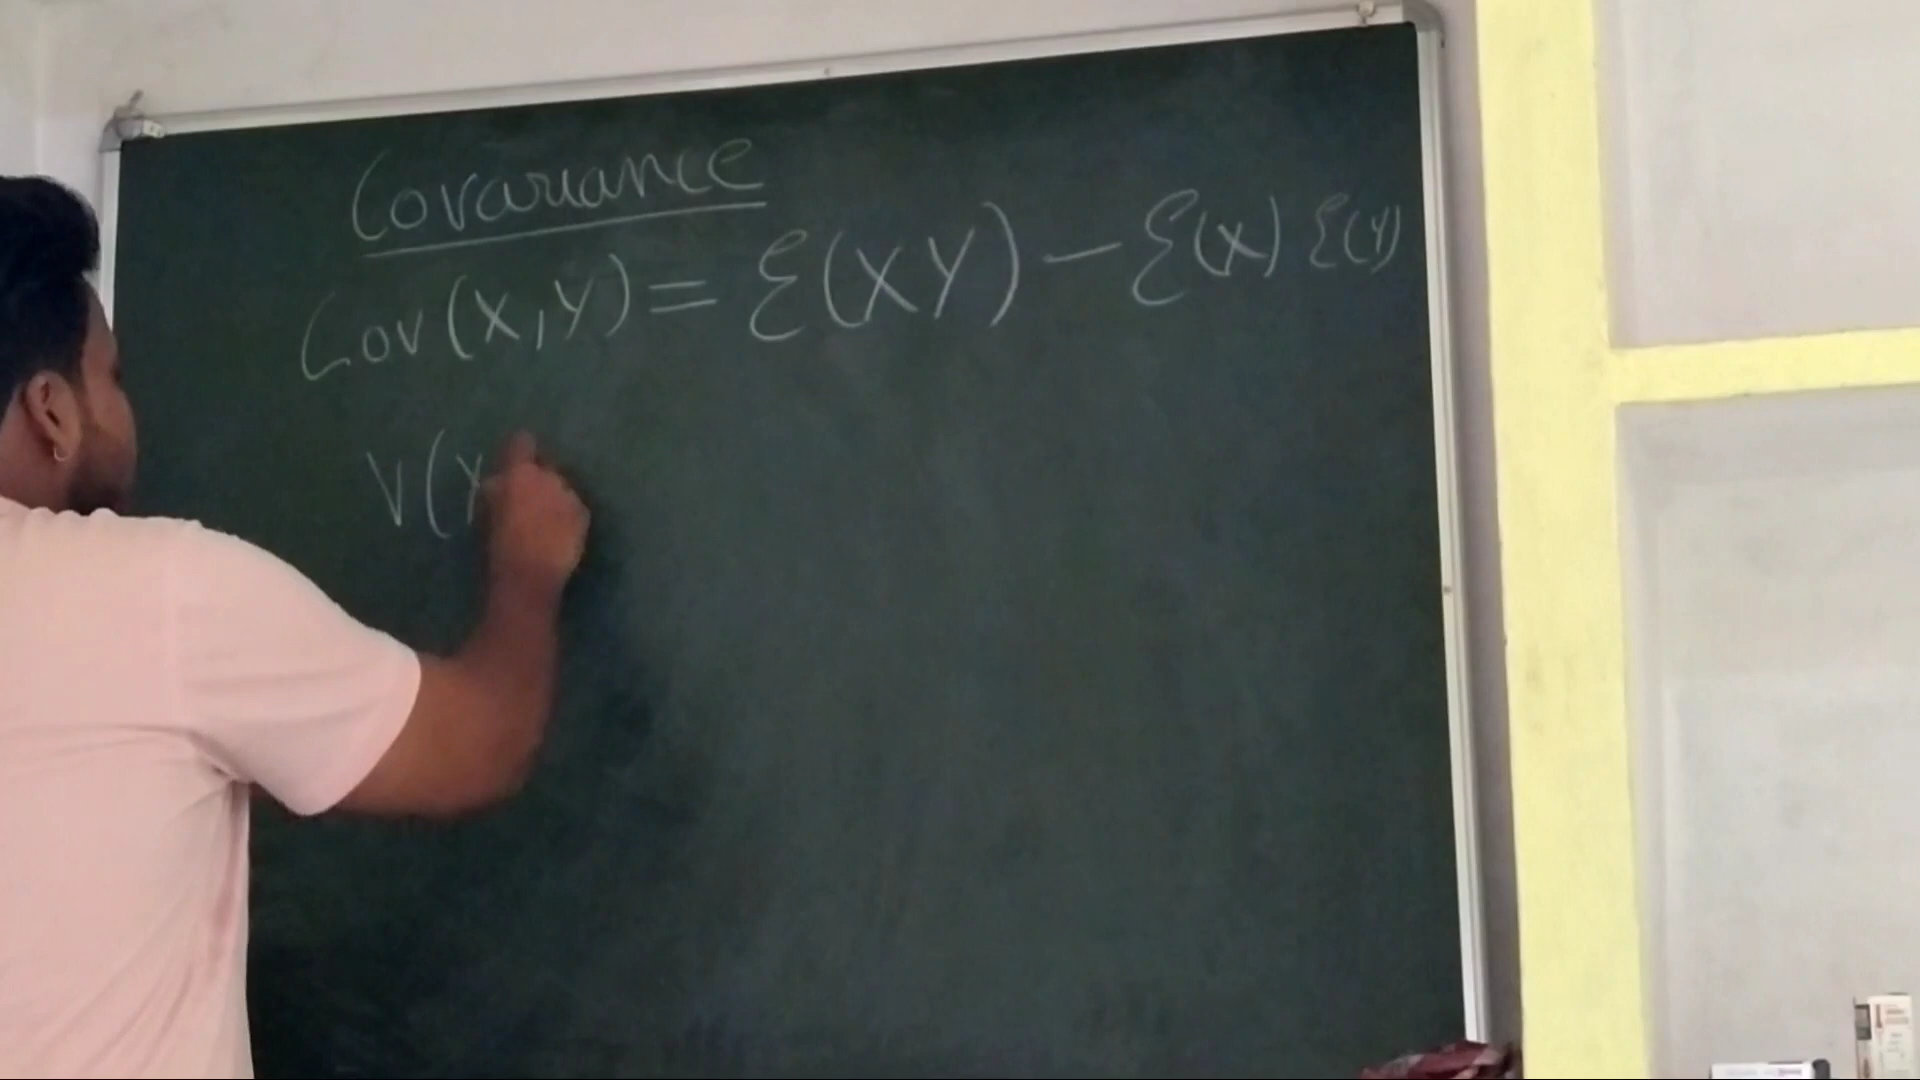 Covariance
Cov(X,Y) = E(XY) - E(X) E(Y)
V(X